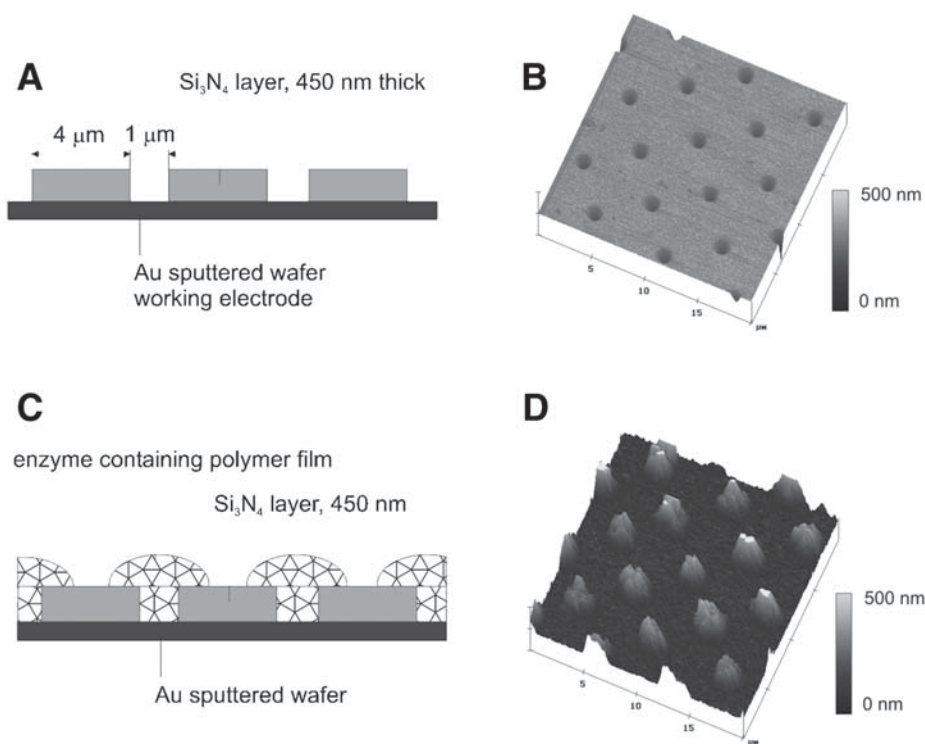 A
Si₃N₄ layer, 450 nm thick
4 μm
1 μm
Au sputtered wafer
working electrode
B
500 nm
0 nm
5
10
15
μM
C
enzyme containing polymer film
Si₃N₄ layer, 450 nm
Au sputtered wafer
D
500 nm
0 nm
5
10
15
μM